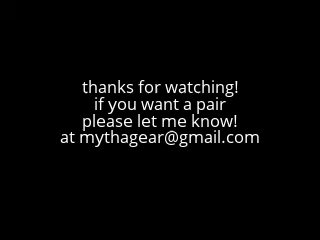 thanks for watching!
if you want a pair
please let me know!
at mythagear@gmail.com